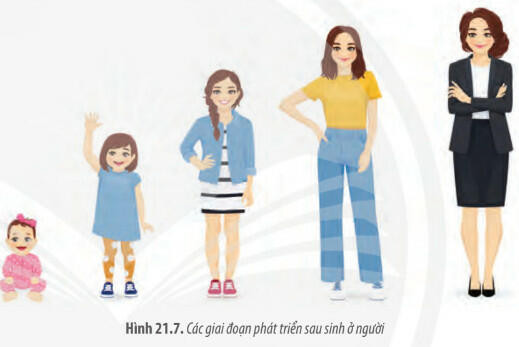 Hình 21.7. Các giai đoạn phát triển sau sinh ở người